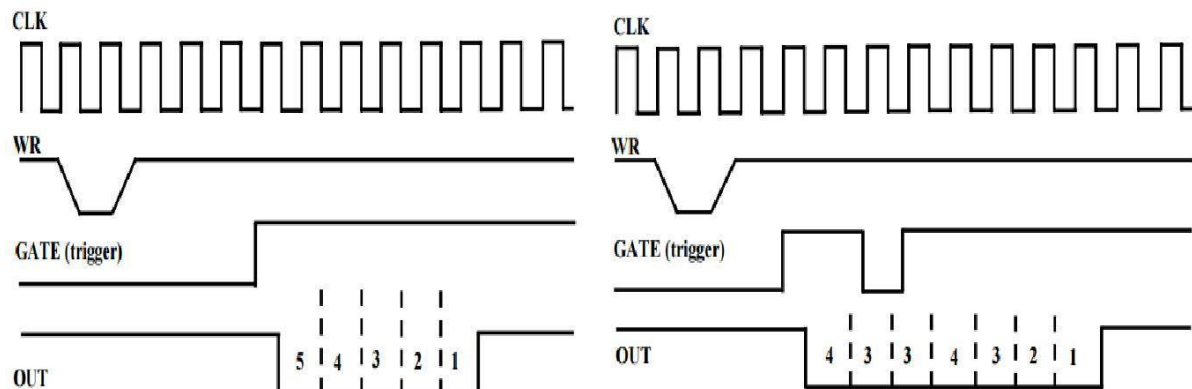 CLK
WR
GATE (trigger)
OUT
5 4 3 2 1
CLK
WR
GATE (trigger)
OUT
4 3 3 4 3 2 1